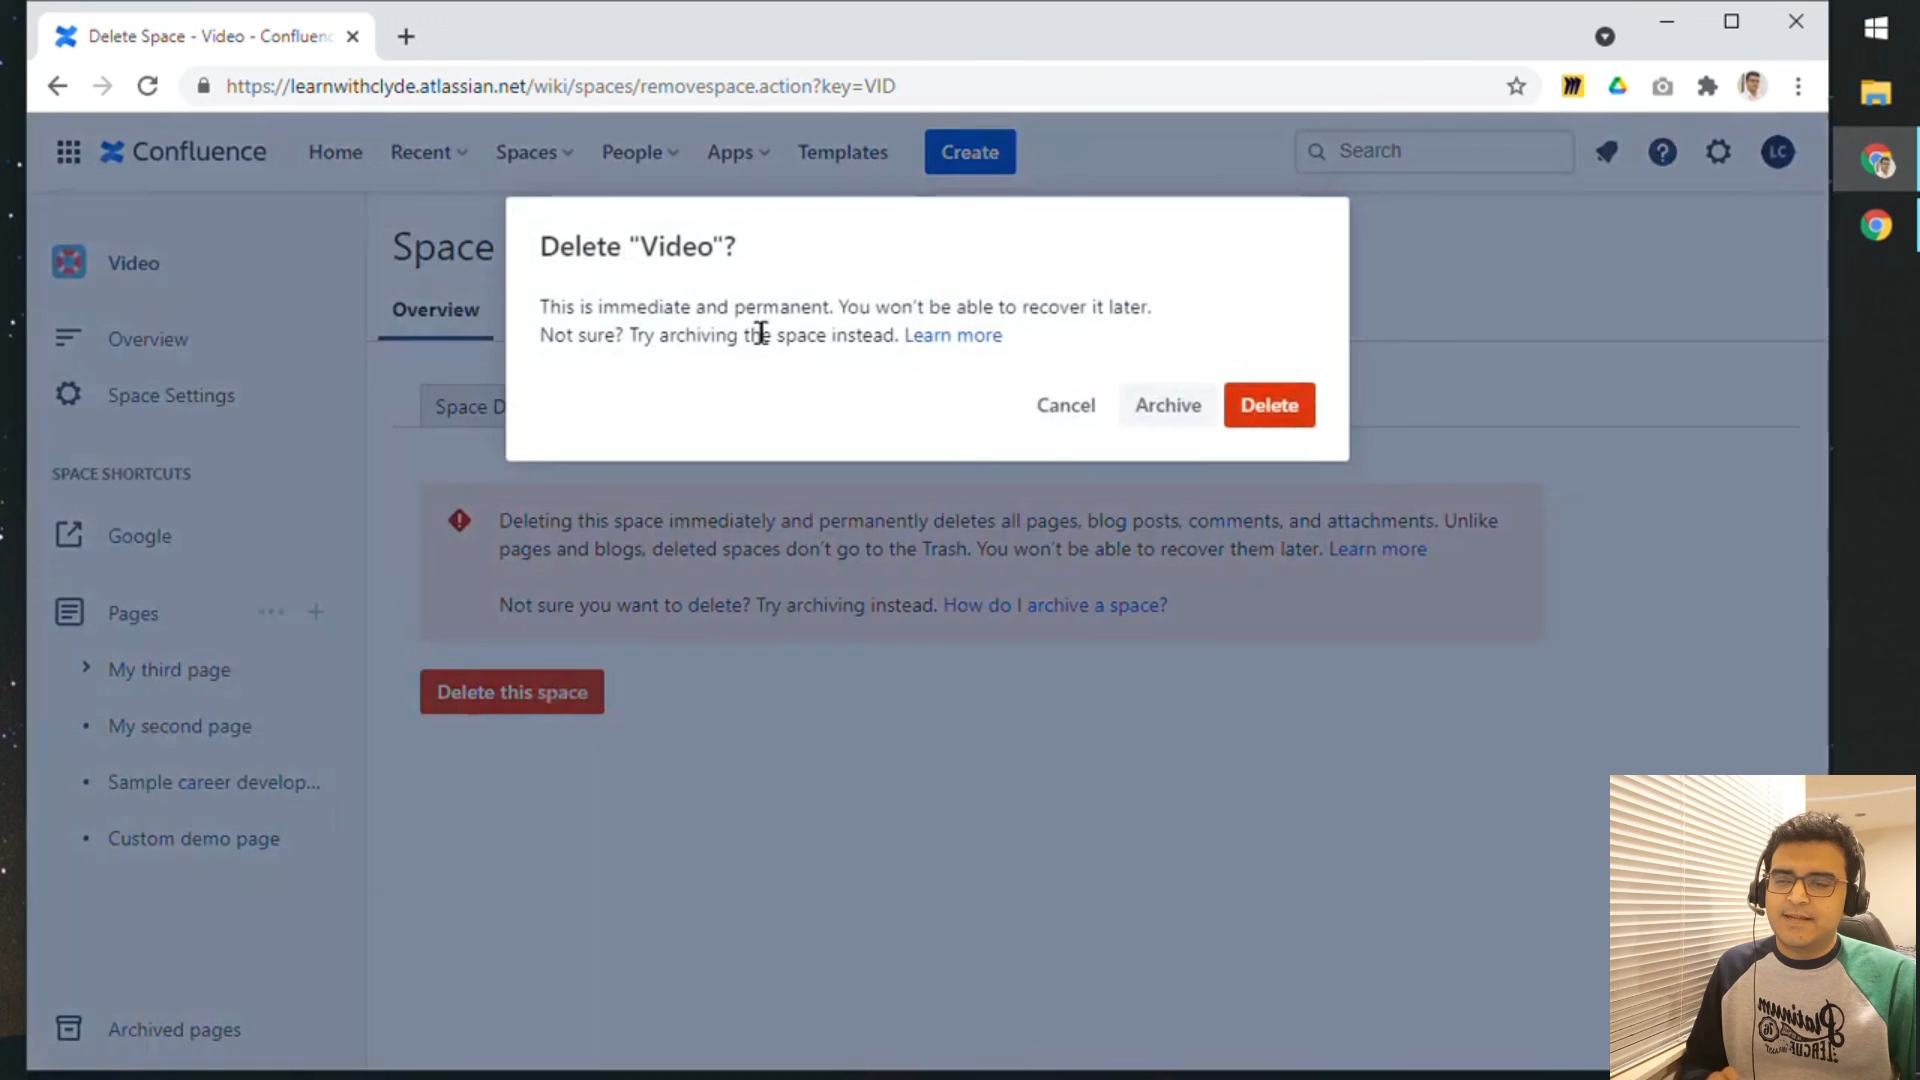 Delete Space - Video - Confluenc
https://learnwithclyde.atlassian.net/wiki/spaces/removespace.action?key=VID
Confluence
Home
Recent
Spaces
People
Apps
Templates
Create
Search
LC
Video
Overview
Space Settings
SPACE SHORTCUTS
Google
Pages
My third page
My second page
Sample career develop...
Custom demo page
Archived pages
Space
Overview
Space D
Delete "Video"?
This is immediate and permanent. You won't be able to recover it later.
Not sure? Try archiving the space instead. Learn more
Cancel
Archive
Delete
Deleting this space immediately and permanently deletes all pages, blog posts, comments, and attachments. Unlike
pages and blogs, deleted spaces don't go to the Trash. You won't be able to recover them later. Learn more
Not sure you want to delete? Try archiving instead. How do I archive a space?
Delete this space
Platinum
76
LEAGUE